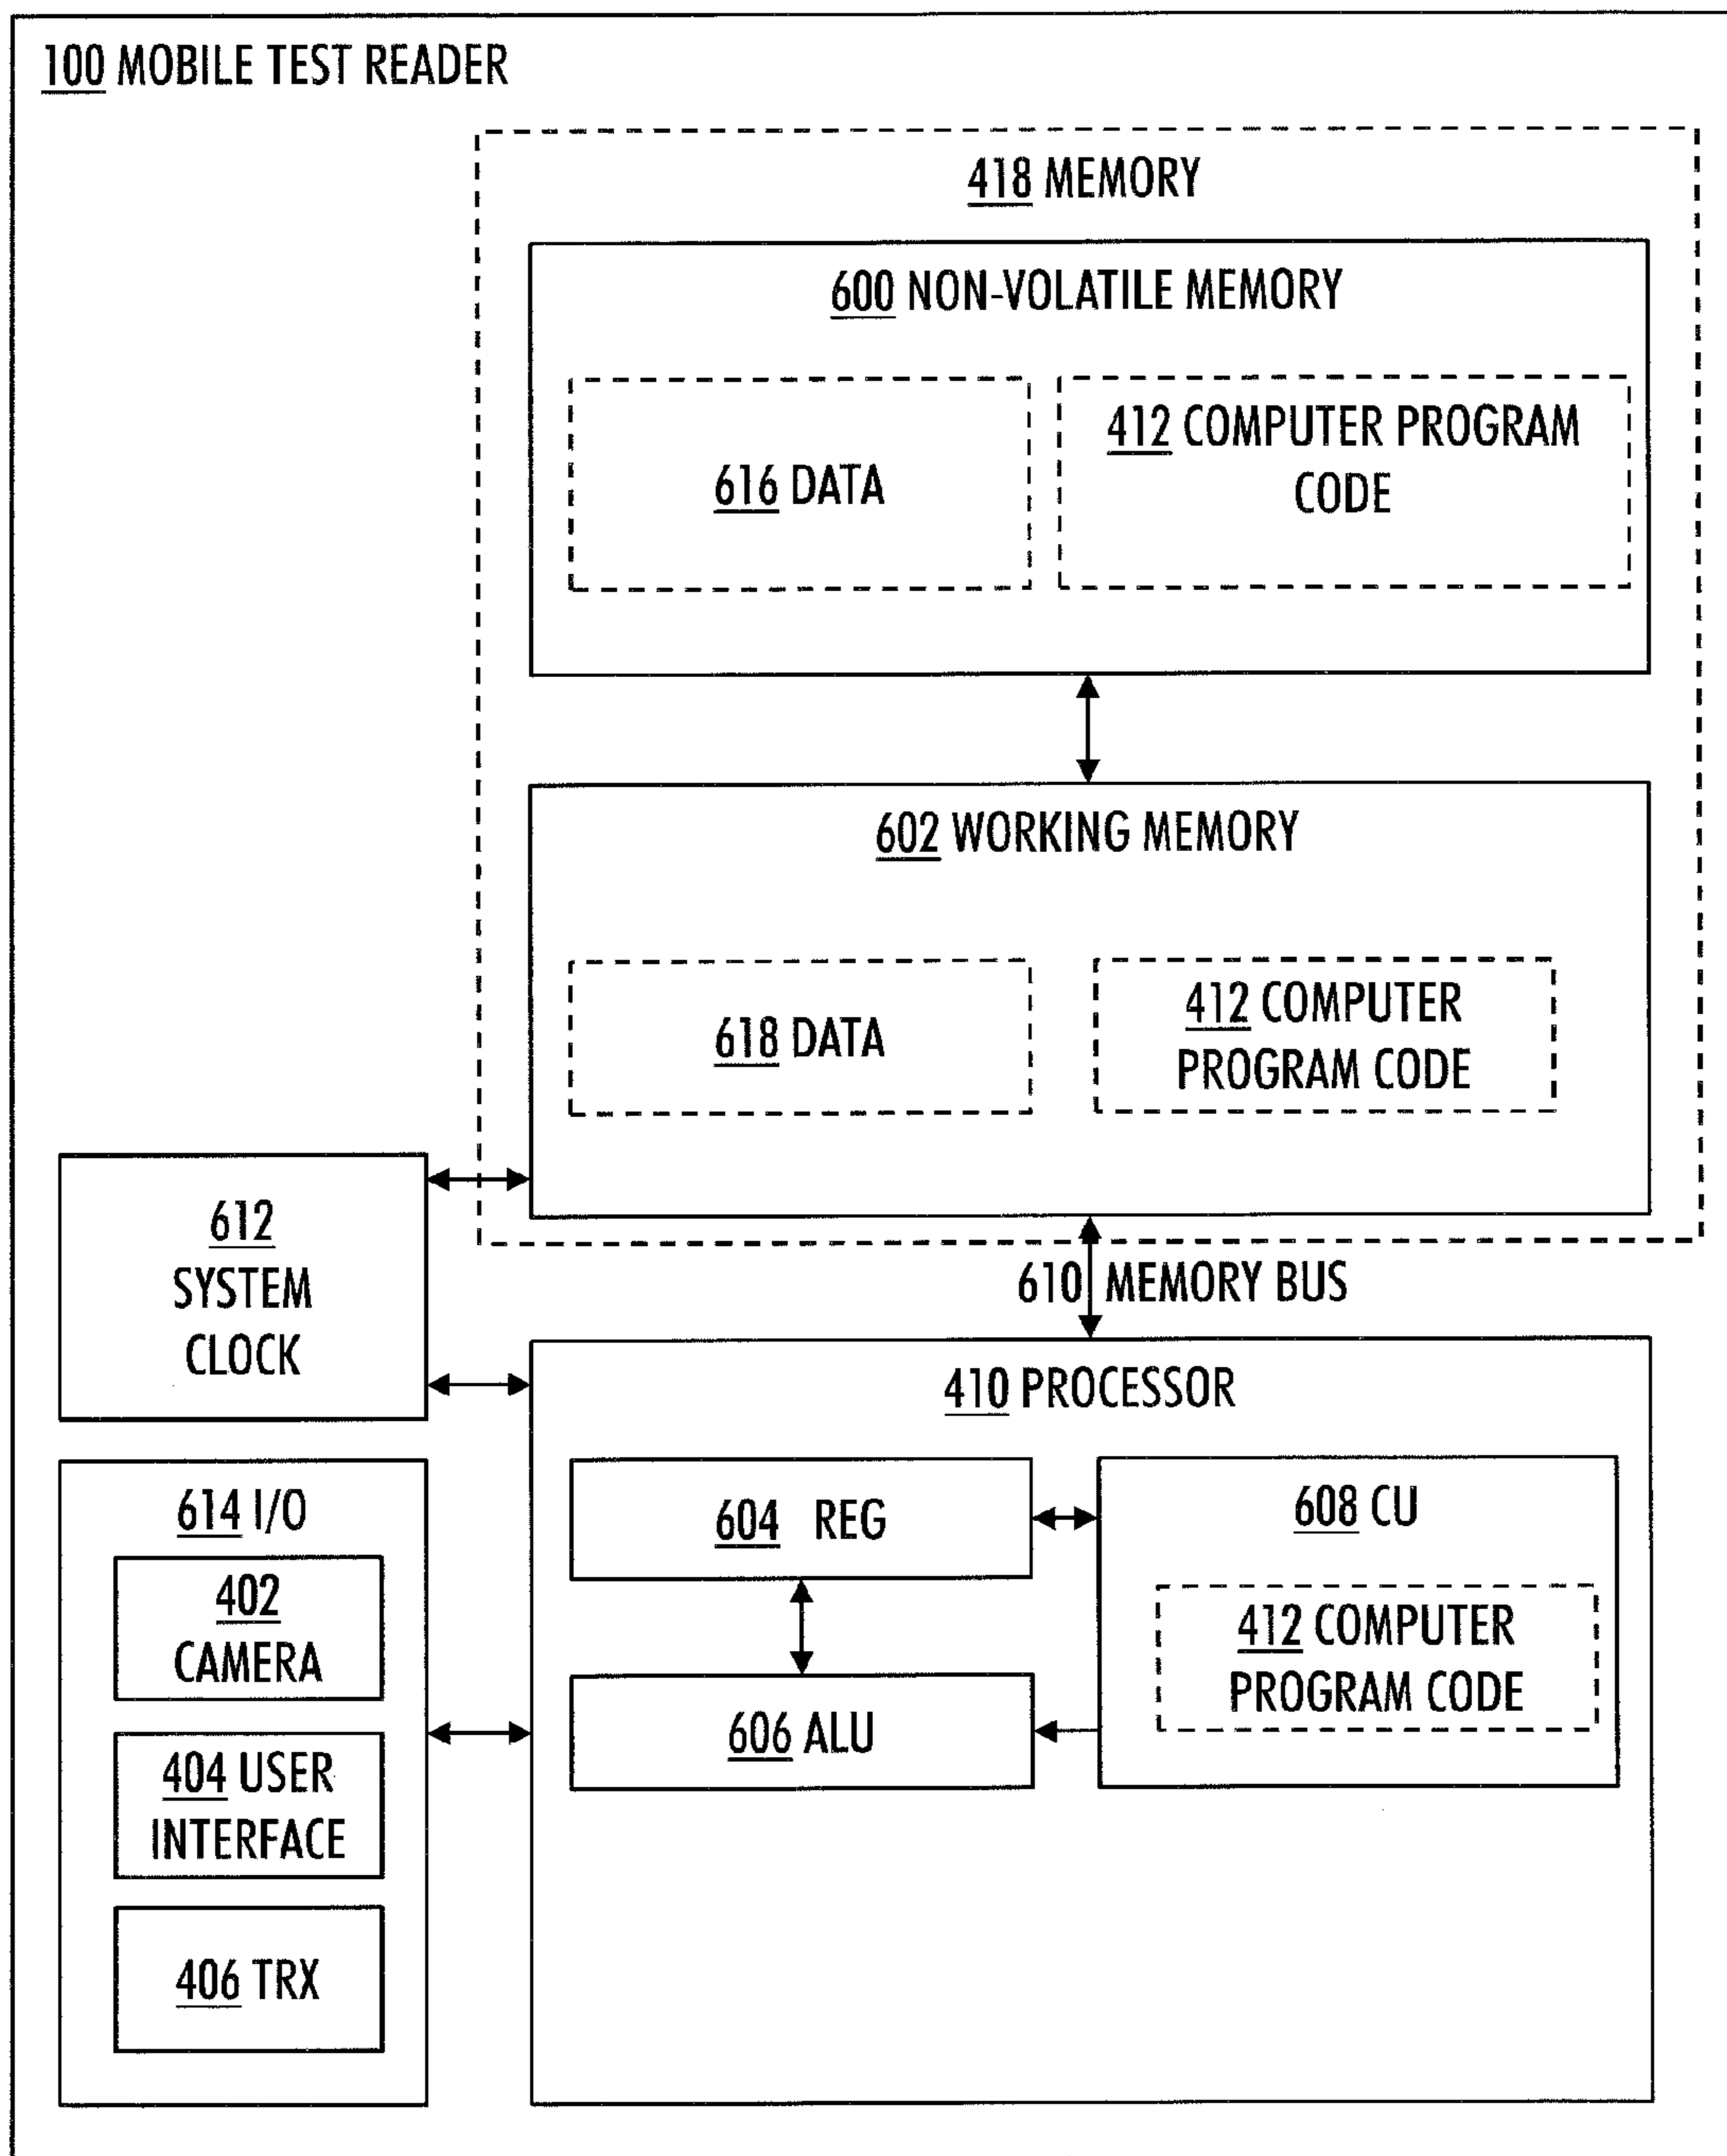 100 MOBILE TEST READER
418 MEMORY
600 NON-VOLATILE MEMORY
616 DATA
412 COMPUTER PROGRAM
CODE
602 WORKING MEMORY
618 DATA
412 COMPUTER
PROGRAM CODE
612
SYSTEM
CLOCK
610 MEMORY BUS
410 PROCESSOR
604 REG
608 CU
412 COMPUTER
PROGRAM CODE
606 ALU
614 I/O
402
CAMERA
404 USER
INTERFACE
406 TRX